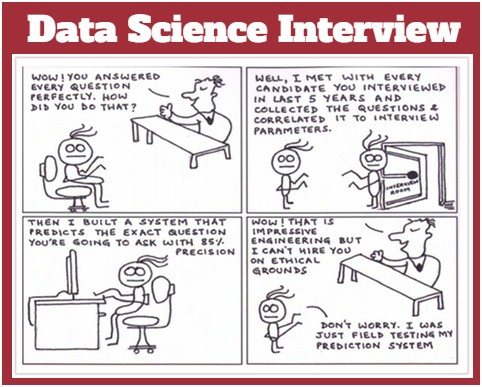 Data Science Interview
WOW! YOU ANSWERED
EVERY QUESTION
PERFECTLY. HOW
DID YOU DO THAT?
WELL, I MET WITH EVERY
CANDIDATE YOU INTERVIEWED
IN LAST 5 YEARS AND
COLLECTED THE QUESTIONS &
CORRELATED IT TO INTERVIEW
PARAMETERS.
INTERVIEW
ROOM
THEN I BUILT A SYSTEM THAT
PREDICTS THE EXACT QUESTION
YOU'RE GOING TO ASK WITH 85%
PRECISION
WOW! THAT IS
IMPRESSIVE
ENGINEERING BUT
I CAN'T HIRE YOU
ON ETHICAL
GROUNDS
DON'T WORRY. I WAS
JUST FIELD TESTING MY
PREDICTION SYSTEM